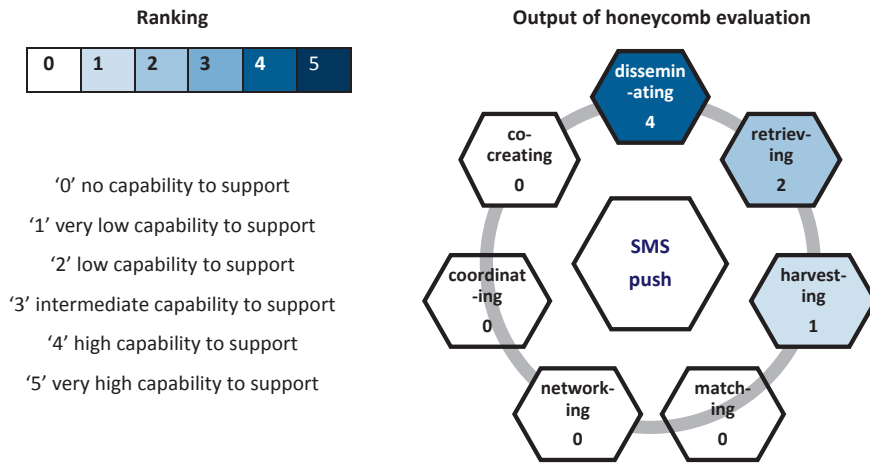 Ranking
0 1 2 3 4 5
'0' no capability to support
'1' very low capability to support
'2' low capability to support
'3' intermediate capability to support
'4' high capability to support
'5' very high capability to support
Output of honeycomb evaluation
dissemin
-ating
4
retriev-
ing
2
harvest-
ing
1
match-
ing
0
network-
ing
0
coordinat
-ing
0
co-
creating
0
SMS
push